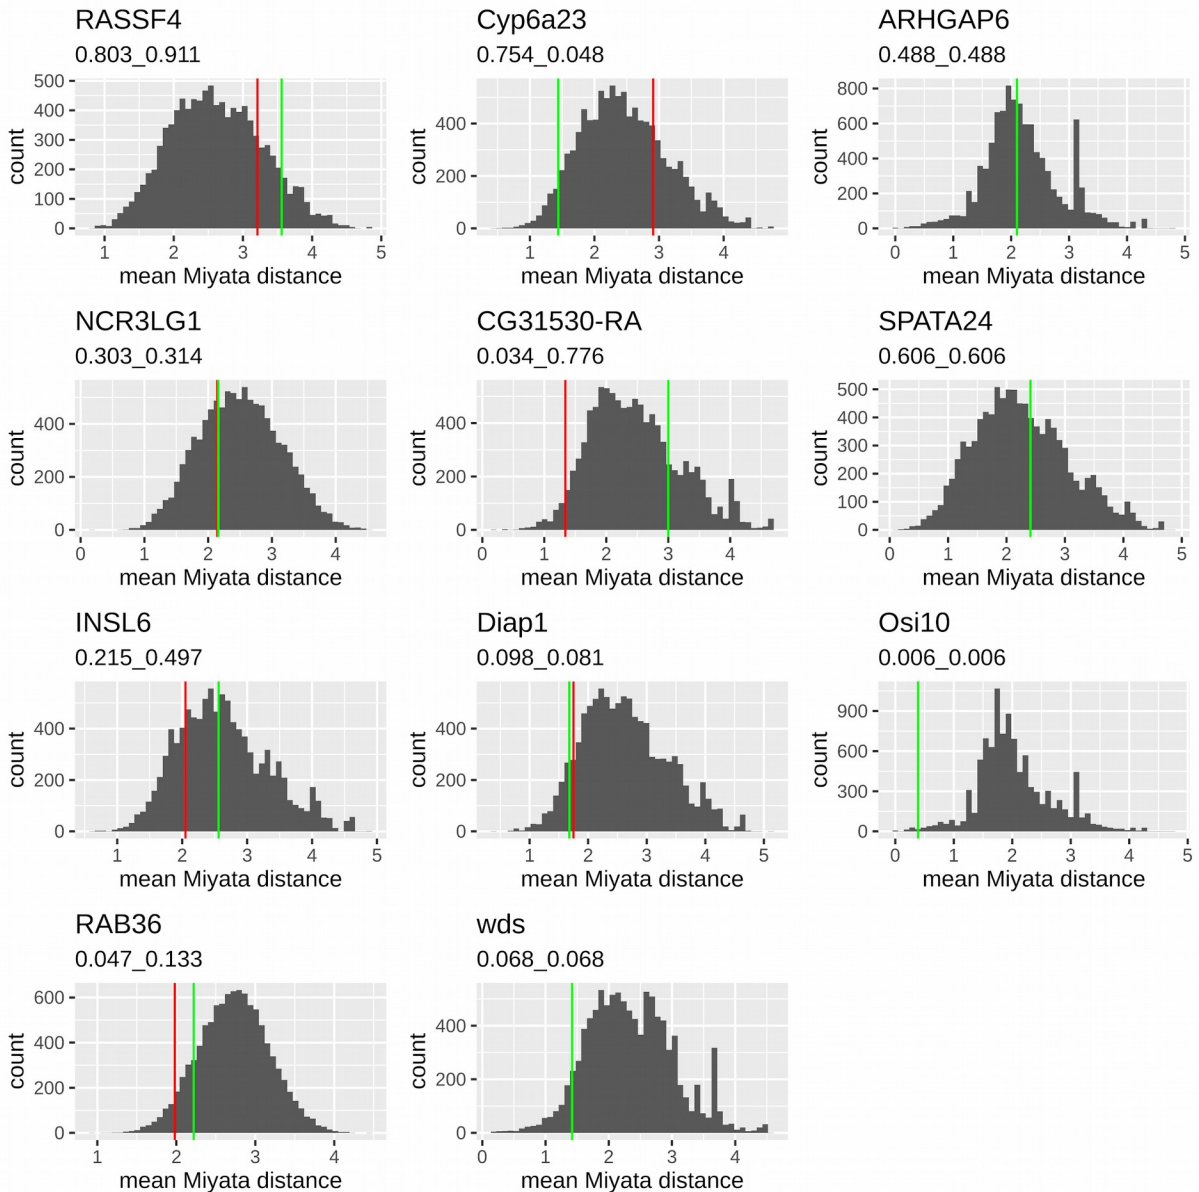 RASSF4
0.803_0.911
500
400
300
200
100
0
count
1 2 3 4 5
mean Miyata distance
Cyp6a23
0.754_0.048
400
200
0
count
2 3 4
mean Miyata distance
ARHGAP6
0.488_0.488
800
600
400
200
0
count
0 1 2 3 4 5
mean Miyata distance
NCR3LG1
0.303_0.314
400
200
0
count
0 1 2 3 4
mean Miyata distance
CG31530-RA
0.034_0.776
400
200
0
count
0 1 2 3 4
mean Miyata distance
SPATA24
0.606_0.606
500
400
300
200
100
0
count
0 1 2 3 4 5
mean Miyata distance
INSL6
0.215_0.497
400
200
0
count
1 2 3 4 5
mean Miyata distance
Diap1
0.098_0.081
400
200
0
count
1 2 3 4 5
mean Miyata distance
Osi10
0.006_0.006
900
600
300
0
count
0 1 2 3 4 5
mean Miyata distance
RAB36
0.047_0.133
600
400
200
0
count
1 2 3 4
mean Miyata distance
wds
0.068_0.068
400
200
0
count
0 1 2 3 4
mean Miyata distance